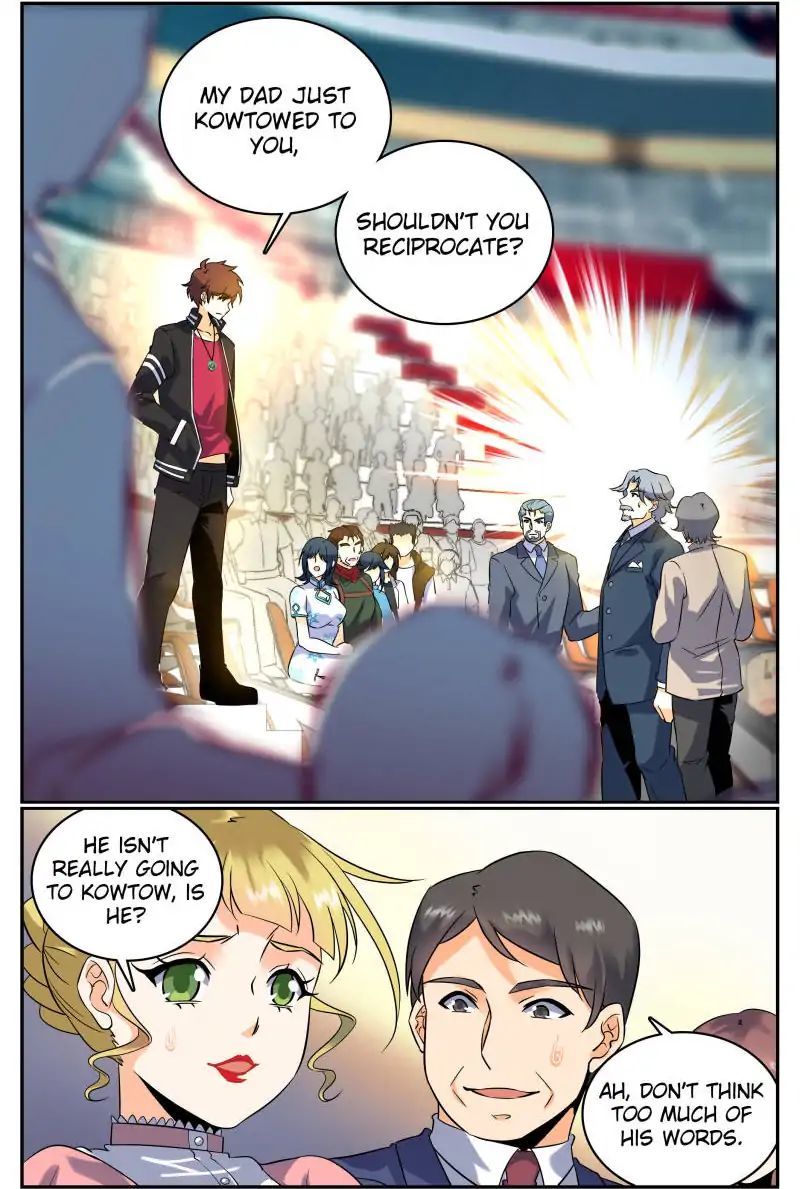 MY DAD JUST
KOWTOWED TO
YOU,
SHOULDN'T YOU
RECIPROCATE?
HE ISN'T
REALLY GOING
TO KOWTOW, IS
HE?
AH, DON'T THINK
TOO MUCH OF
HIS WORDS.